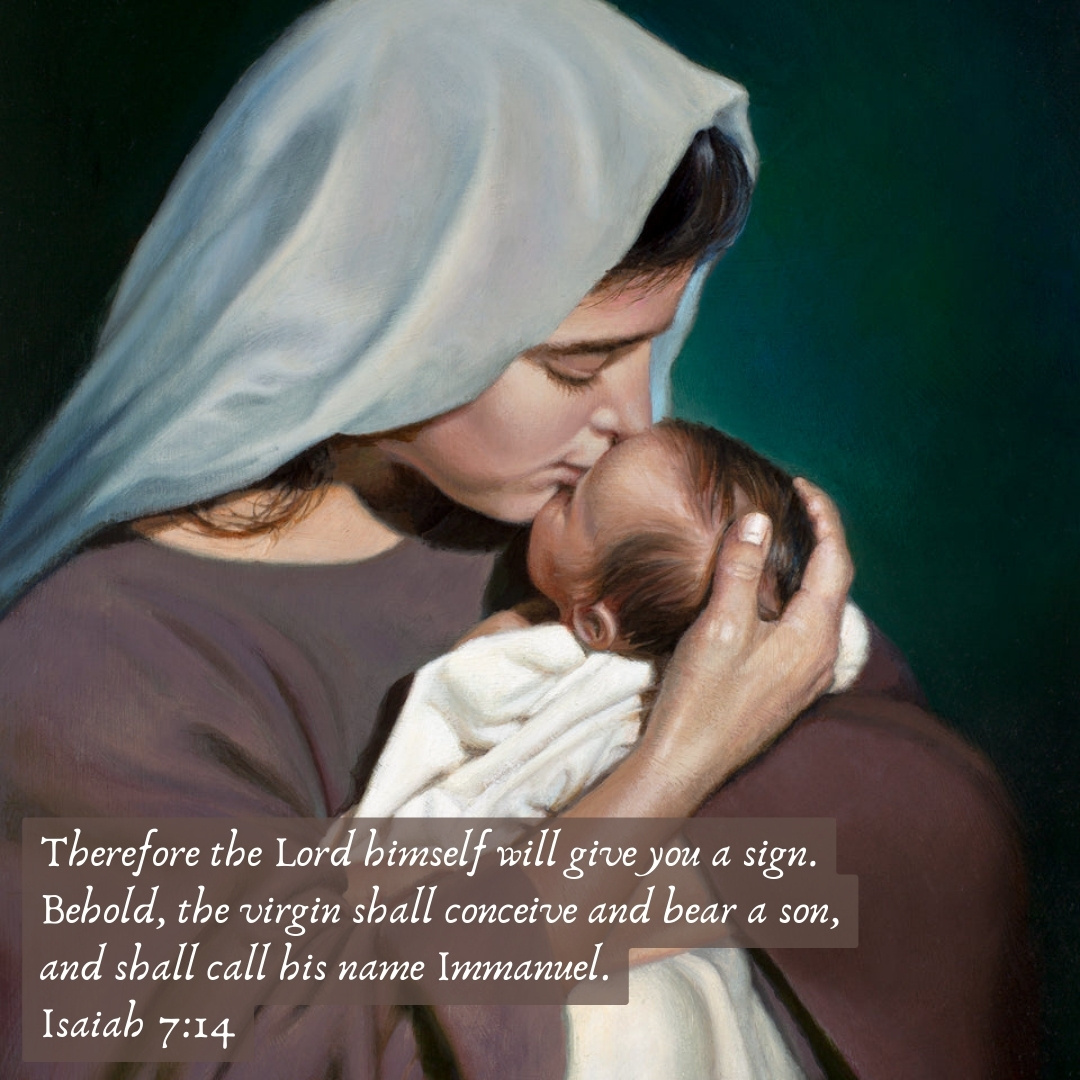 Therefore the Lord himself will give you a sign.
Behold, the virgin shall conceive and bear a son,
and shall call his name Immanuel.
Isaiah 7:14